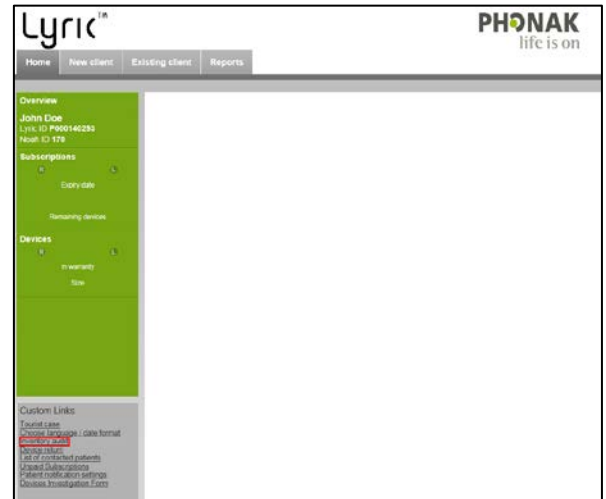 Lyric™
PHONAK
life is on
Home New client Existing client Reports
Overview
John Doe
Lyric ID P000140253
Noah ID 170
Subscriptions
R L
Expiry date
Remaining devices
Devices
R L
In warranty
Size
Custom Links
Tourist case
Choose language / date format
Inventory audit
Device return
List of contacted patients
Unpaid Subscriptions
Patient notification settings
Devices Investigation Form